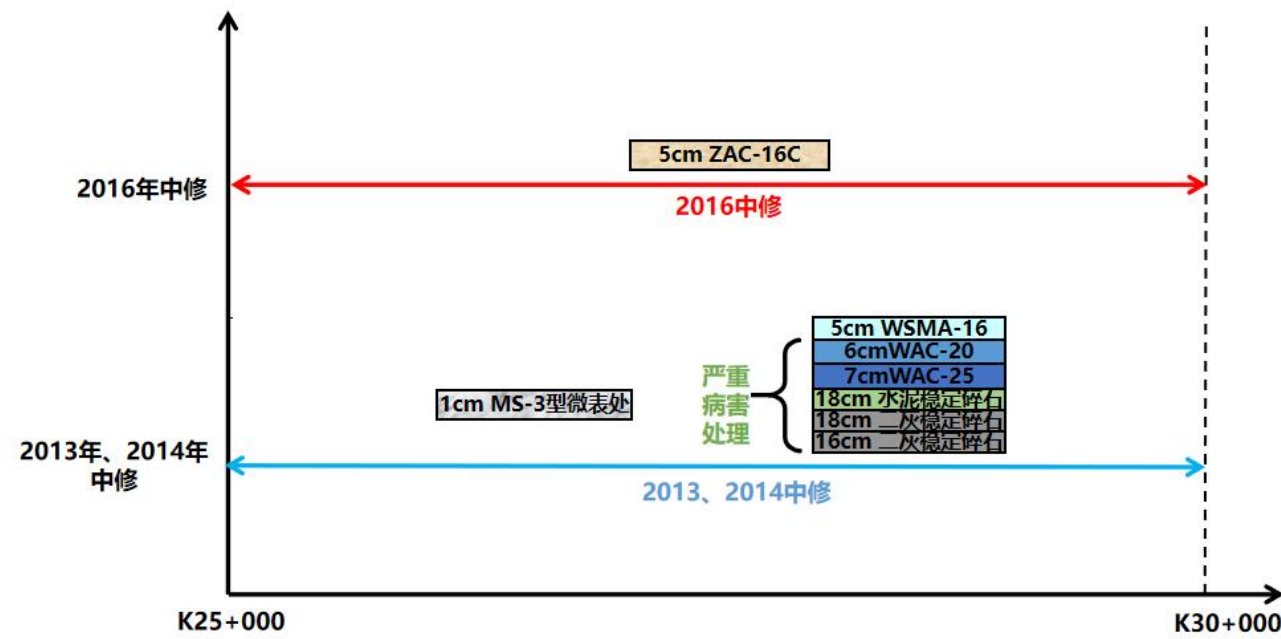 5cm ZAC-16C
2016年中修
2016中修
5cm WSMA-16
6cmWAC-20
7cmWAC-25
18cm 水泥稳定碎石
18cm 二灰稳定碎石
16cm 二灰稳定碎石
严重
病害
处理
1cm MS-3型微表处
2013年、2014年
中修
2013、2014中修
K25+000
K30+000